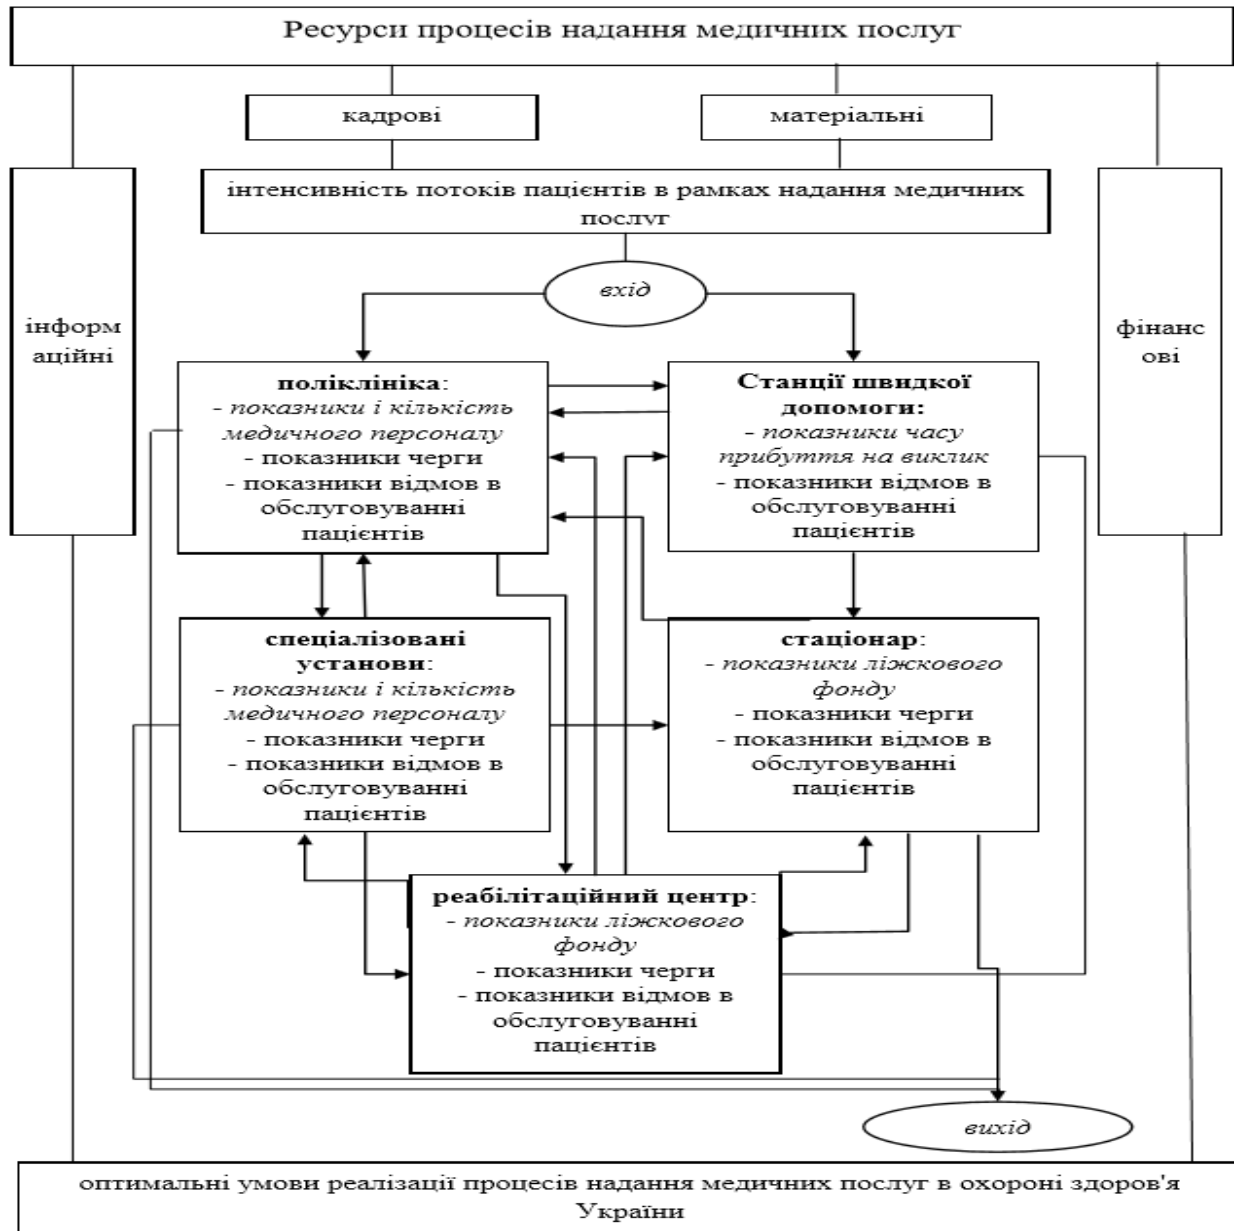 Ресурси процесів надання медичних послуг
кадрові
матеріальні
інтенсивність потоків пацієнтів в рамках надання медичних
послуг
вхід
інформ
аційні
фінанс
ові
поліклініка:
- показники і кількість
медичного персоналу
- показники черги
- показники відмов в
обслуговуванні
пацієнтів
Станції швидкої
допомоги:
- показники часу
прибуття на виклик
- показники відмов в
обслуговуванні
пацієнтів
спеціалізовані
установи:
- показники і кількість
медичного персоналу
- показники черги
- показники відмов в
обслуговуванні
пацієнтів
стаціонар:
- показники ліжкового
фонду
- показники черги
- показники відмов в
обслуговуванні
пацієнтів
реабілітаційний центр:
- показники ліжкового
фонду
- показники черги
- показники відмов в
обслуговуванні
пацієнтів
вихід
оптимальні умови реалізації процесів надання медичних послуг в охороні здоров'я
України